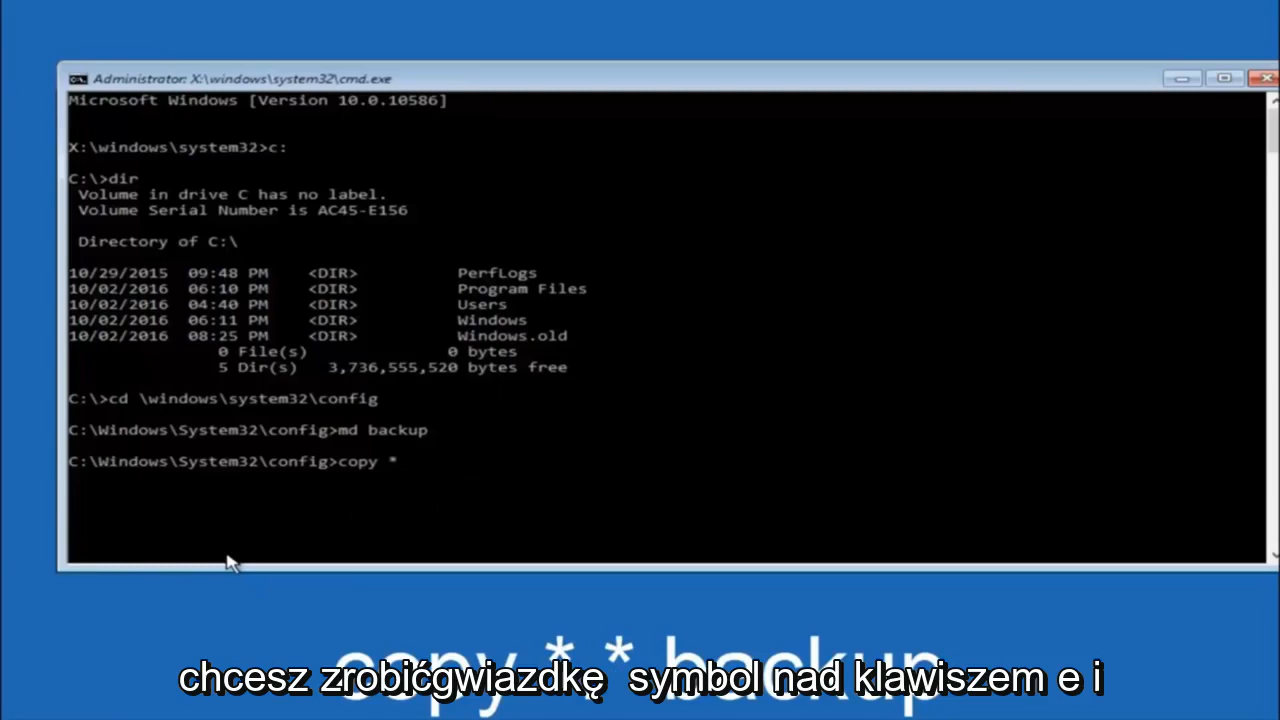 Administrator: X:\windows\system32\cmd.exe
Microsoft Windows [Version 10.0.10586]
X:\windows\system32>c:
C:\>dir
Volume in drive C has no label.
Volume Serial Number is AC45-E156
Directory of C:\
10/29/2015 09:48 PM <DIR> PerfLogs
10/02/2016 06:10 PM <DIR> Program Files
10/02/2016 04:40 PM <DIR> Users
10/02/2016 06:11 PM <DIR> Windows
10/02/2016 08:25 PM <DIR> Windows.old
0 File(s) 0 bytes
5 Dir(s) 3,736,555,520 bytes free
C:\>cd \windows\system32\config
C:\Windows\System32\config>md backup
C:\Windows\System32\config>copy *
copy *.* backup
chcesz zrobićgwiazdkę symbol nad klawiszem e i